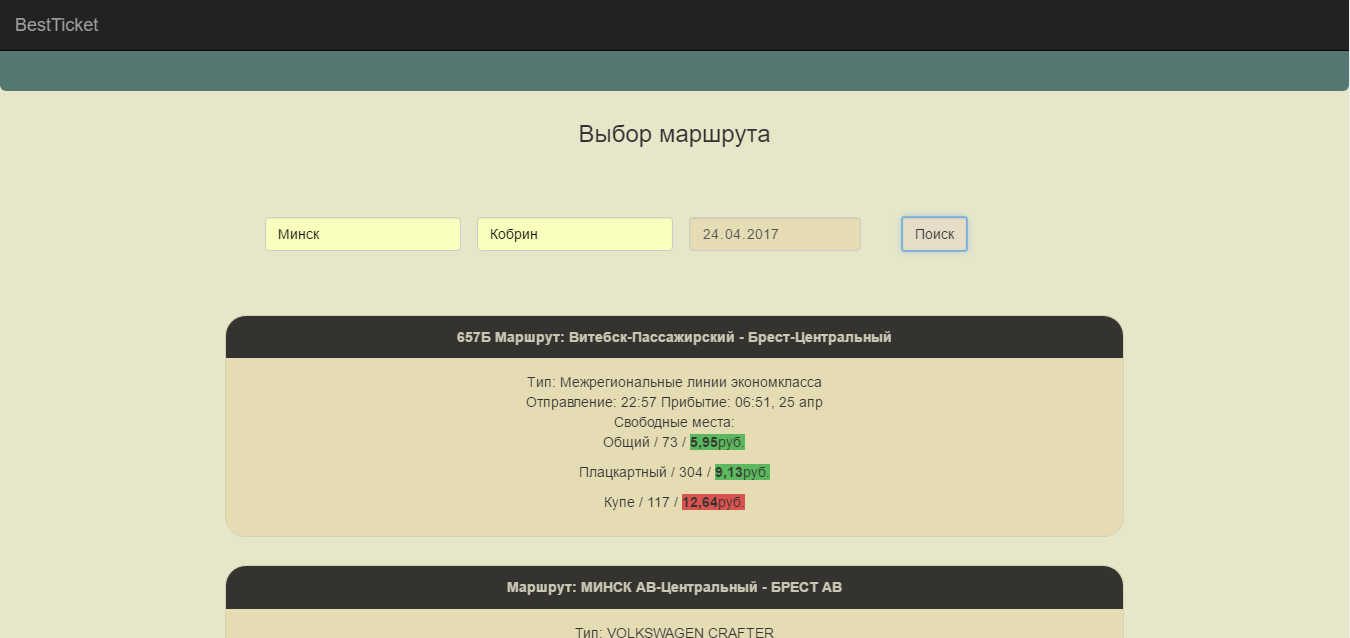 BestTicket
Выбор маршрута
Минск Кобрин 24.04.2017 Поиск
657Б Маршрут: Витебск-Пассажирский - Брест-Центральный
Тип: Межрегиональные линии экономкласса
Отправление: 22:57 Прибытие: 06:51, 25 апр
Свободные места:
Общий / 73 / 5,95руб.
Плацкартный / 304 / 9,13руб.
Купе / 117 / 12,64руб.
Маршрут: МИНСК АВ-Центральный - БРЕСТ АВ
Тип: VOLKSWAGEN CRAFTER